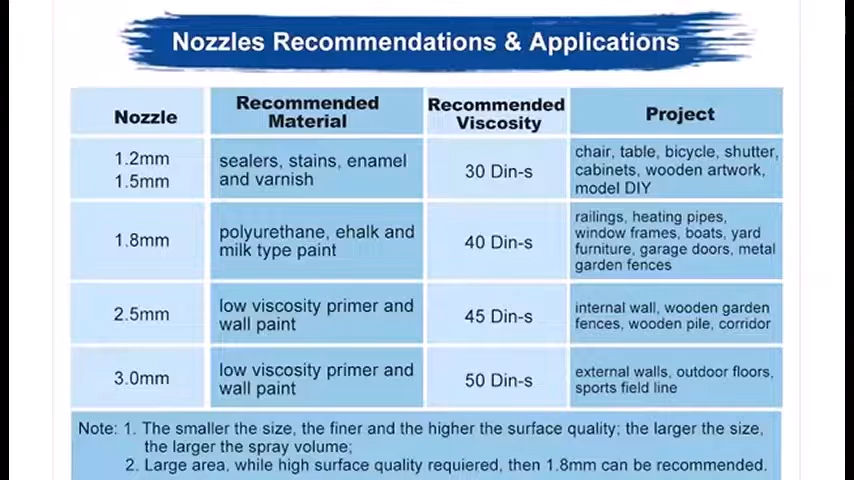 Nozzles Recommendations & Applications
Nozzle
Recommended
Material
Recommended
Viscosity
Project
1.2mm
1.5mm
sealers, stains, enamel
and varnish
30 Din-s
chair, table, bicycle, shutter,
cabinets, wooden artwork,
model DIY
1.8mm
polyurethane, ehalk and
milk type paint
40 Din-s
railings, heating pipes,
window frames, boats, yard
furniture, garage doors, metal
garden fences
2.5mm
low viscosity primer and
wall paint
45 Din-s
internal wall, wooden garden
fences, wooden pile, corridor
3.0mm
low viscosity primer and
wall paint
50 Din-s
external walls, outdoor floors,
sports field line
Note: 1. The smaller the size, the finer and the higher the surface quality; the larger the size,
the larger the spray volume;
2. Large area, while high surface quality requiered, then 1.8mm can be recommended.